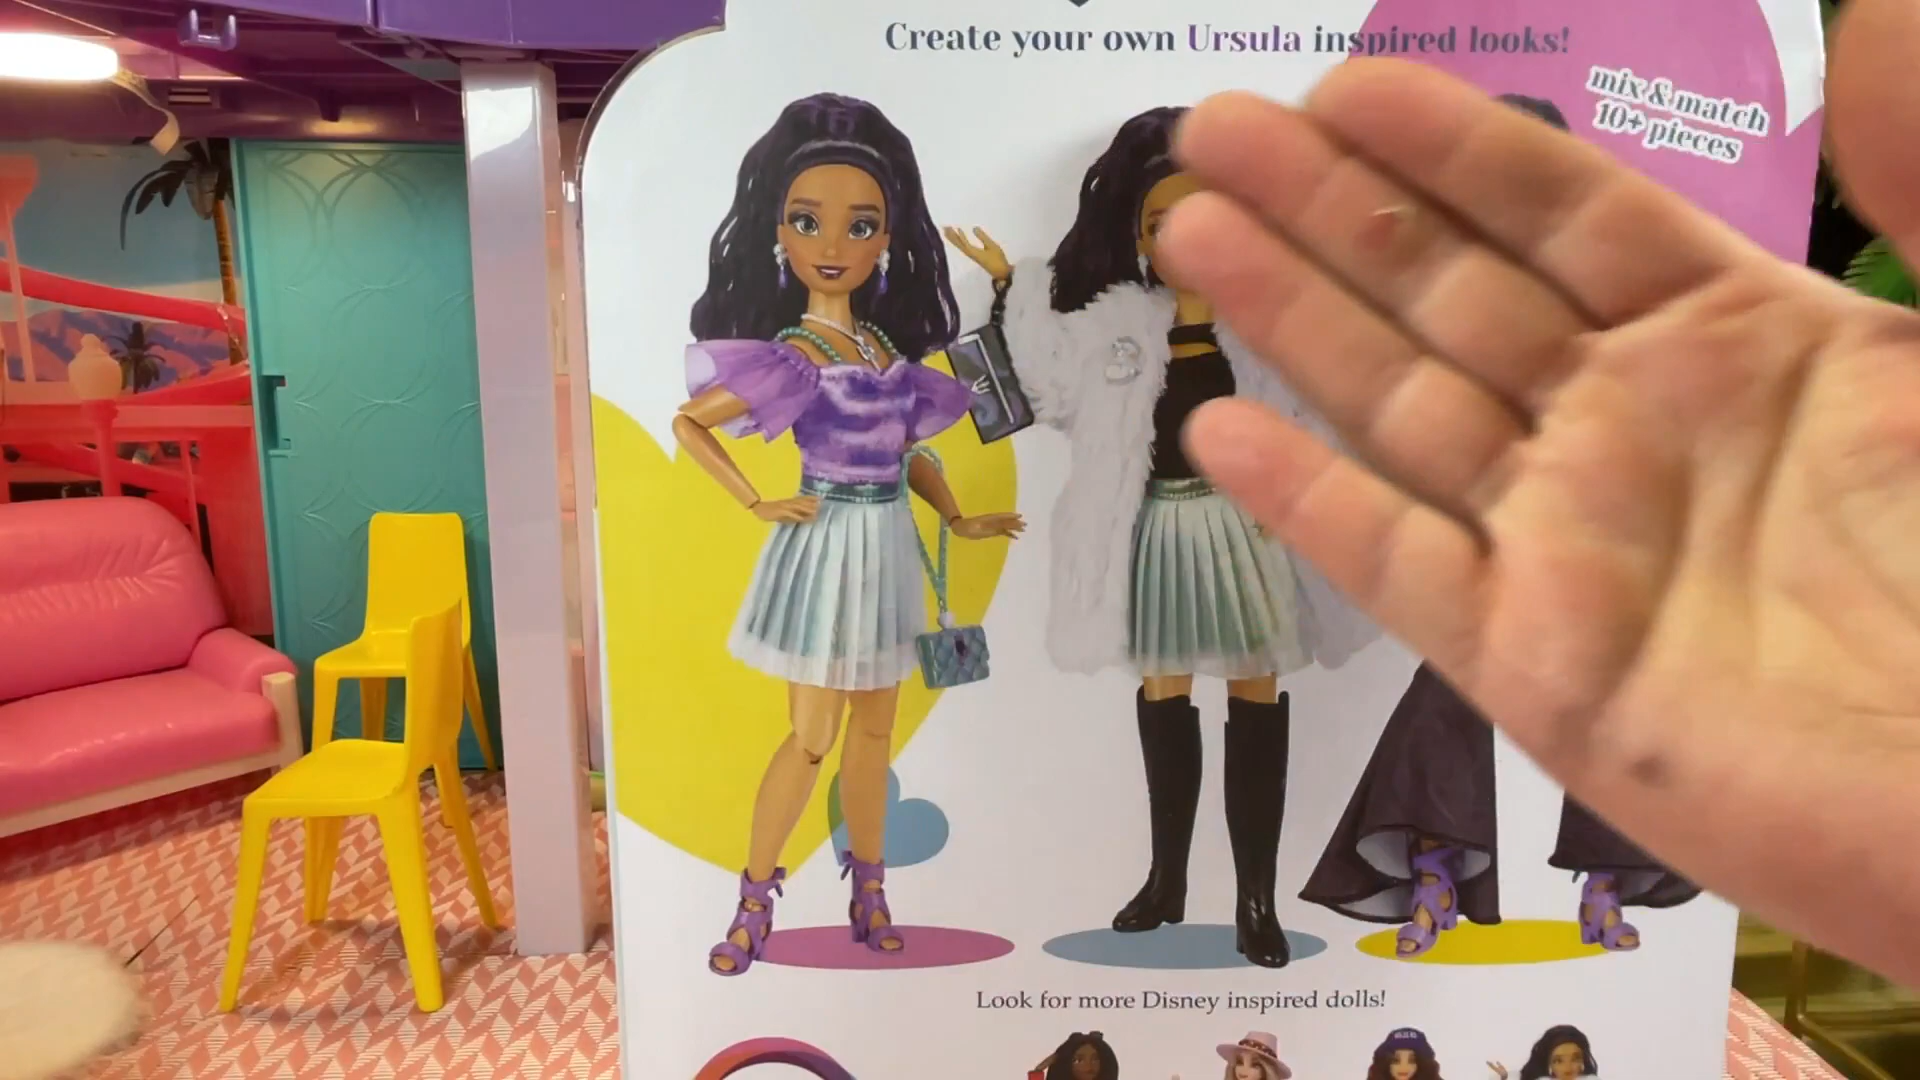 Create your own Ursula inspired looks!
mix & match
10+ pieces
Look for more Disney inspired dolls!